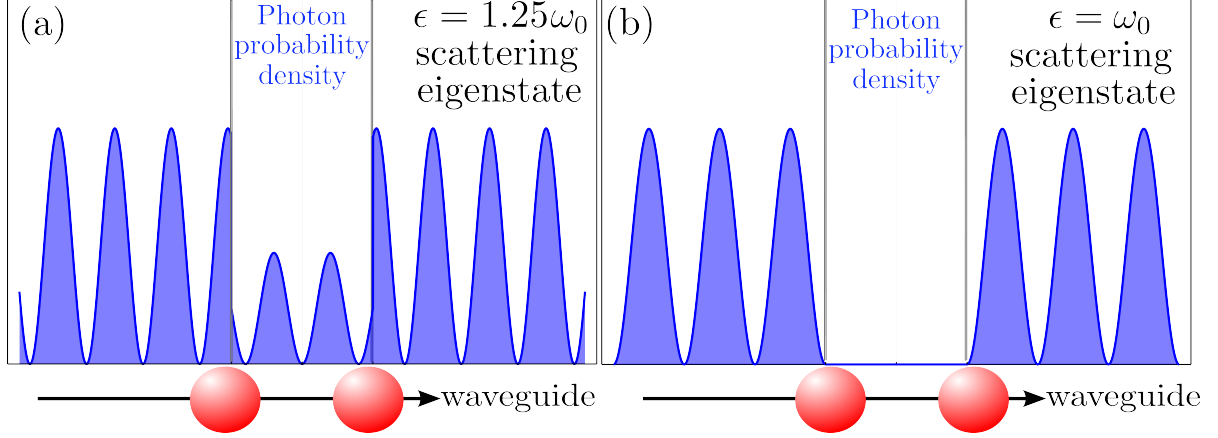 (a)
Photon
probability
density
ϵ = 1.25ω₀
scattering
eigenstate
waveguide
(b)
Photon
probability
density
ϵ = ω₀
scattering
eigenstate
waveguide